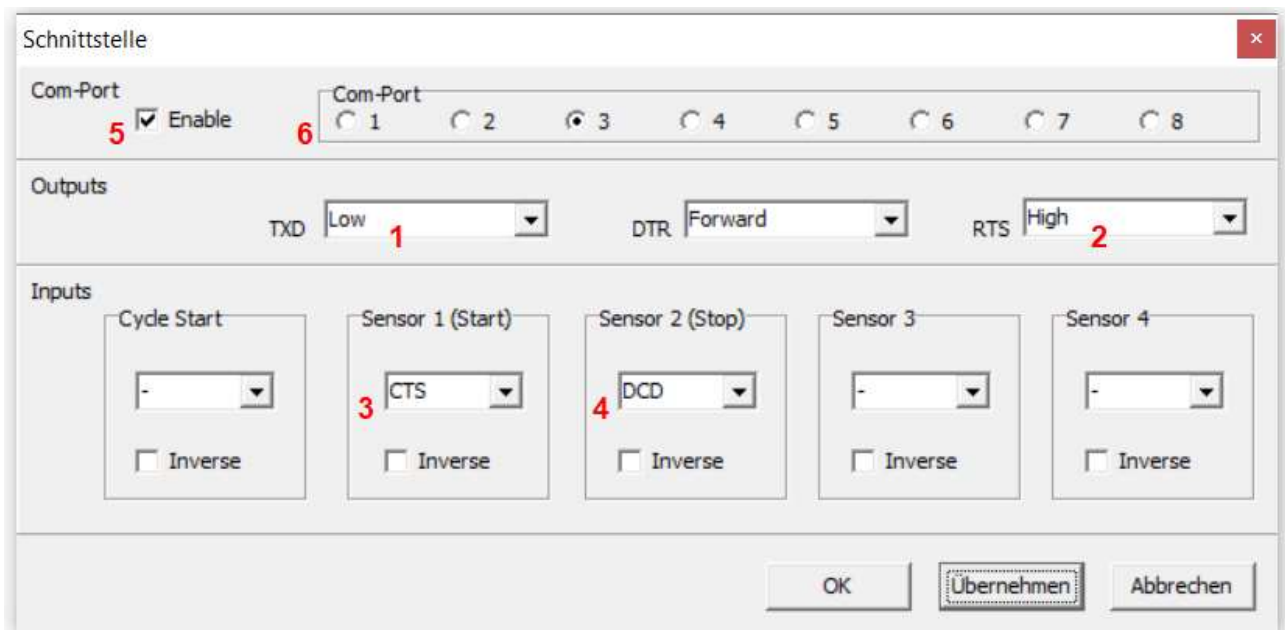 Schnittstelle
Com-Port
5 Enable
Com-Port
6 1 2 3 4 5 6 7 8
Outputs
TXD Low 1 DTR Forward RTS High 2
Inputs
Cycle Start Sensor 1 (Start) Sensor 2 (Stop) Sensor 3 Sensor 4
- 3 CTS 4 DCD - -
Inverse Inverse Inverse Inverse Inverse
OK Übernehmen Abbrechen